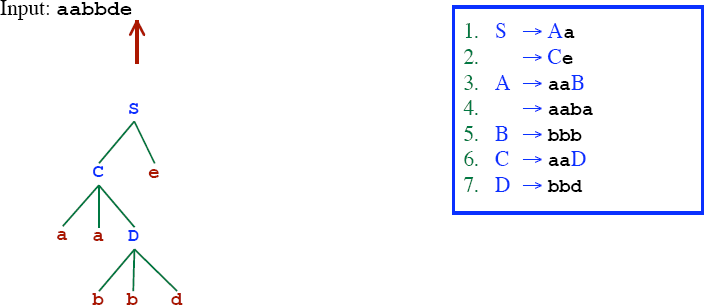 Input: aabbde
1. S → Aa
2. → Ce
3. A → aaB
4. → aaba
5. B → bbb
6. C → aaD
7. D → bbd
S
C e
a a D
b b d